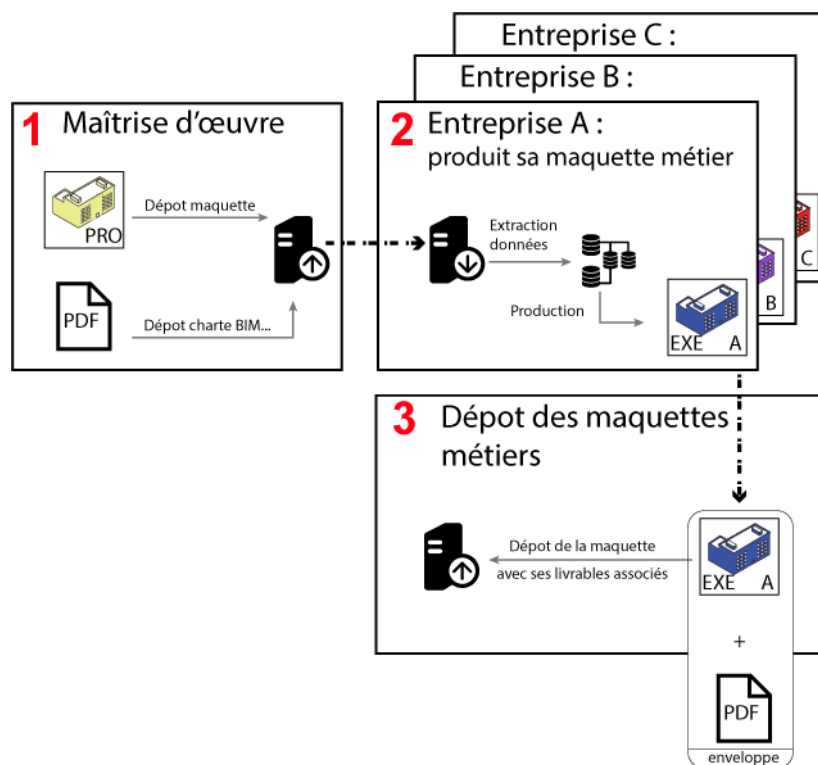 Entreprise C :
Entreprise B :
1 Maîtrise d'œuvre
2 Entreprise A :
produit sa maquette métier
Dépot maquette
PRO
PDF
Dépot charte BIM...
Extraction
données
Production
EXE A
B
C
3 Dépot des maquettes
métiers
Dépot de la maquette
avec ses livrables associés
EXE A
+
PDF
enveloppe